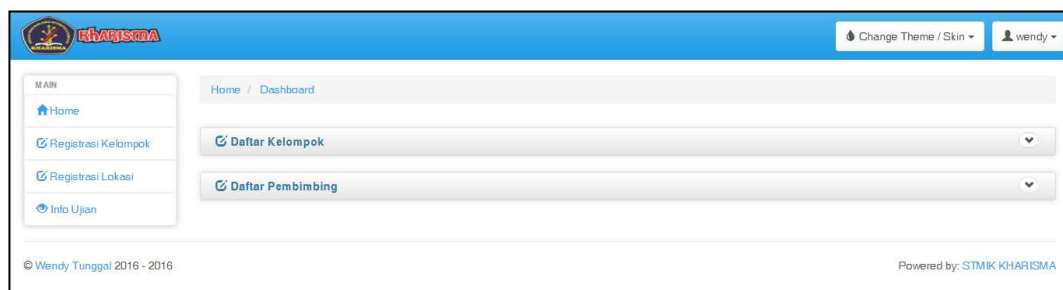 KHARISMA
KHARISMA
Change Theme / Skin
wendy
MAIN
Home
Registrasi Kelompok
Registrasi Lokasi
Info Ujian
Home / Dashboard
Daftar Kelompok
Daftar Pembimbing
© Wendy Tunggal 2016 - 2016
Powered by: STMIK KHARISMA